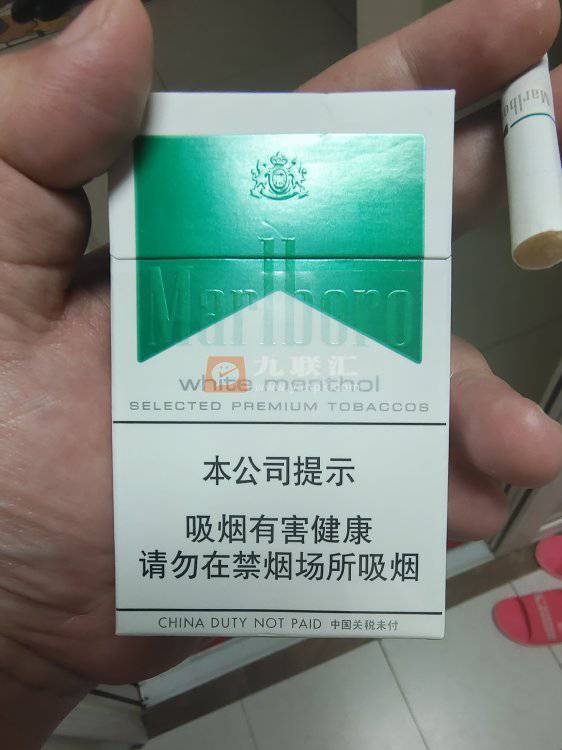 Marlboro
九联汇
white menthol
SELECTED PREMIUM TOBACCOS
本公司提示
吸烟有害健康
请勿在禁烟场所吸烟
CHINA DUTY NOT PAID 中国关税未付
Marlbo